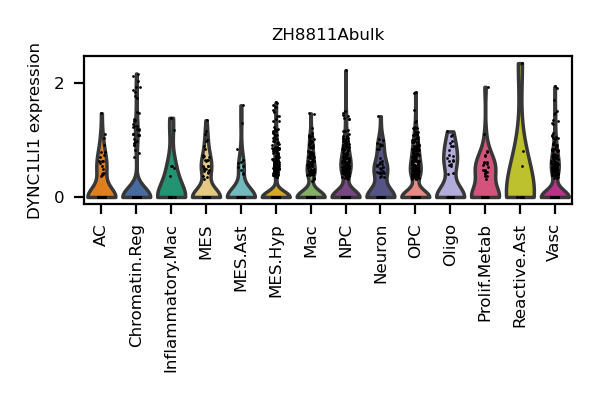 ZH8811Abulk
DYNC1LI1 expression
2
0
AC
Chromatin.Reg
Inflammatory.Mac
MES
MES.Ast
MES.Hyp
Mac
NPC
Neuron
OPC
Oligo
Prolif.Metab
Reactive.Ast
Vasc